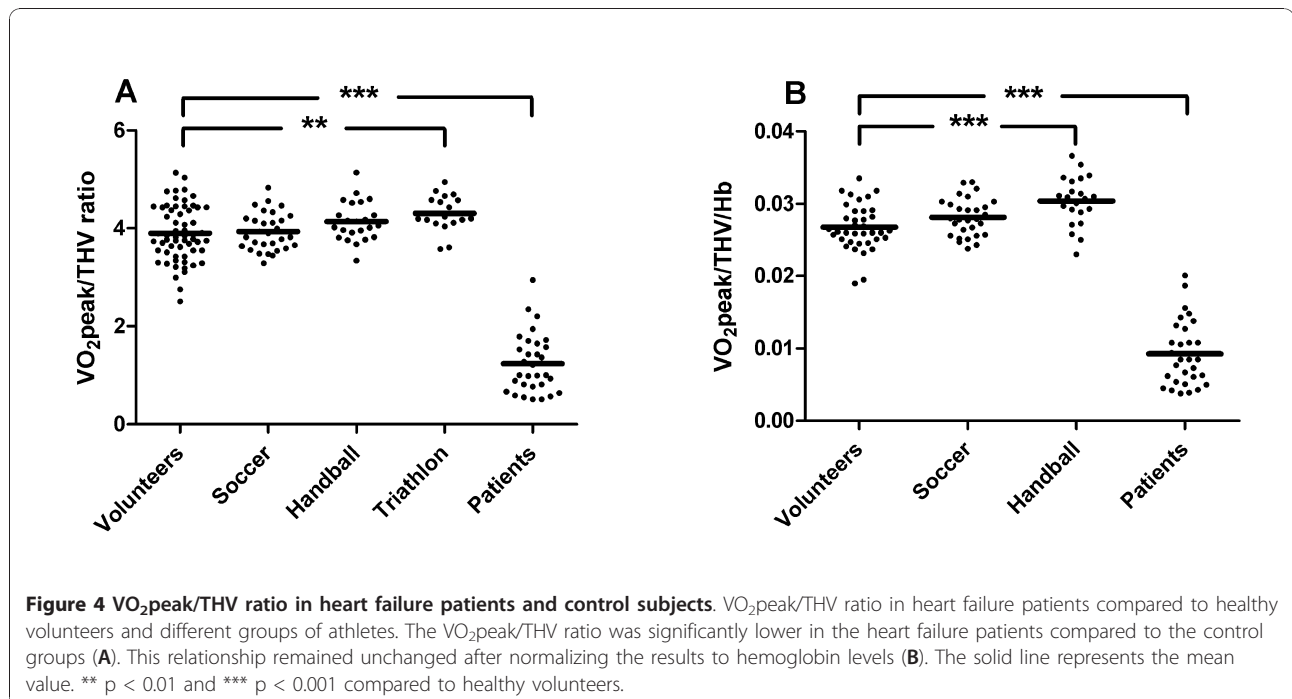 A
***
**
VO₂peak/THV ratio
6
4
2
0
Volunteers
Soccer
Handball
Triathlon
Patients
B
***
***
VO₂peak/THV/Hb
0.04
0.03
0.02
0.01
0.00
Volunteers
Soccer
Handball
Patients
Figure 4 VO₂peak/THV ratio in heart failure patients and control subjects. VO₂peak/THV ratio in heart failure patients compared to healthy
volunteers and different groups of athletes. The VO₂peak/THV ratio was significantly lower in the heart failure patients compared to the control
groups (A). This relationship remained unchanged after normalizing the results to hemoglobin levels (B). The solid line represents the mean
value. ** p < 0.01 and *** p < 0.001 compared to healthy volunteers.